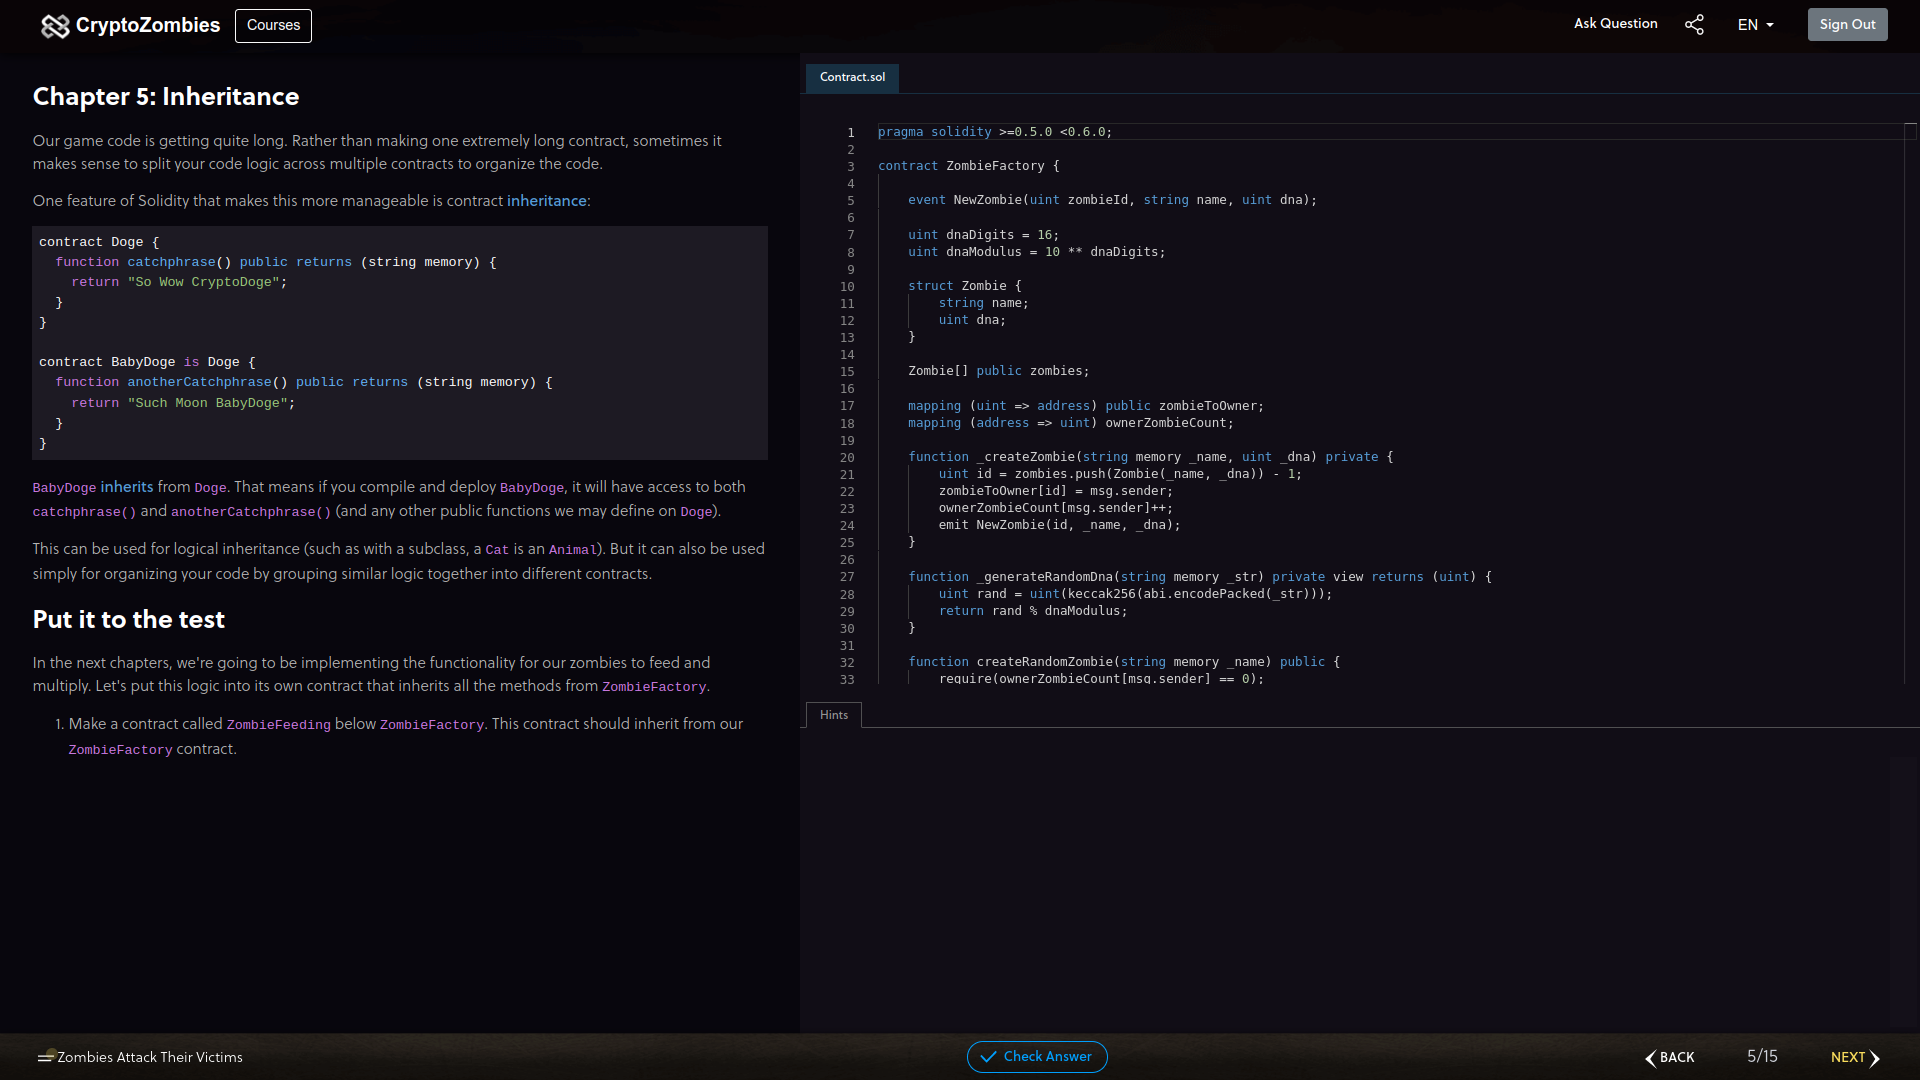 CryptoZombies
Courses
Ask Question
EN
Sign Out
Chapter 5: Inheritance
Our game code is getting quite long. Rather than making one extremely long contract, sometimes it
makes sense to split your code logic across multiple contracts to organize the code.
One feature of Solidity that makes this more manageable is contract inheritance:
contract Doge {
  function catchphrase() public returns (string memory) {
    return "So Wow CryptoDoge";
  }
}
contract BabyDoge is Doge {
  function anotherCatchphrase() public returns (string memory) {
    return "Such Moon BabyDoge";
  }
}
BabyDoge inherits from Doge. That means if you compile and deploy BabyDoge, it will have access to both
catchphrase() and anotherCatchphrase() (and any other public functions we may define on Doge).
This can be used for logical inheritance (such as with a subclass, a Cat is an Animal). But it can also be used
simply for organizing your code by grouping similar logic together into different contracts.
Put it to the test
In the next chapters, we're going to be implementing the functionality for our zombies to feed and
multiply. Let's put this logic into its own contract that inherits all the methods from ZombieFactory.
1. Make a contract called ZombieFeeding below ZombieFactory. This contract should inherit from our
ZombieFactory contract.
Contract.sol
1 pragma solidity >=0.5.0 <0.6.0;
2
3 contract ZombieFactory {
4
5     event NewZombie(uint zombieId, string name, uint dna);
6
7     uint dnaDigits = 16;
8     uint dnaModulus = 10 ** dnaDigits;
9
10     struct Zombie {
11         string name;
12         uint dna;
13     }
14
15     Zombie[] public zombies;
16
17     mapping (uint => address) public zombieToOwner;
18     mapping (address => uint) ownerZombieCount;
19
20     function _createZombie(string memory _name, uint _dna) private {
21         uint id = zombies.push(Zombie(_name, _dna)) - 1;
22         zombieToOwner[id] = msg.sender;
23         ownerZombieCount[msg.sender]++;
24         emit NewZombie(id, _name, _dna);
25     }
26
27     function _generateRandomDna(string memory _str) private view returns (uint) {
28         uint rand = uint(keccak256(abi.encodePacked(_str)));
29         return rand % dnaModulus;
30     }
31
32     function createRandomZombie(string memory _name) public {
33         require(ownerZombieCount[msg.sender] == 0);
Hints
Zombies Attack Their Victims
Check Answer
BACK
5/15
NEXT